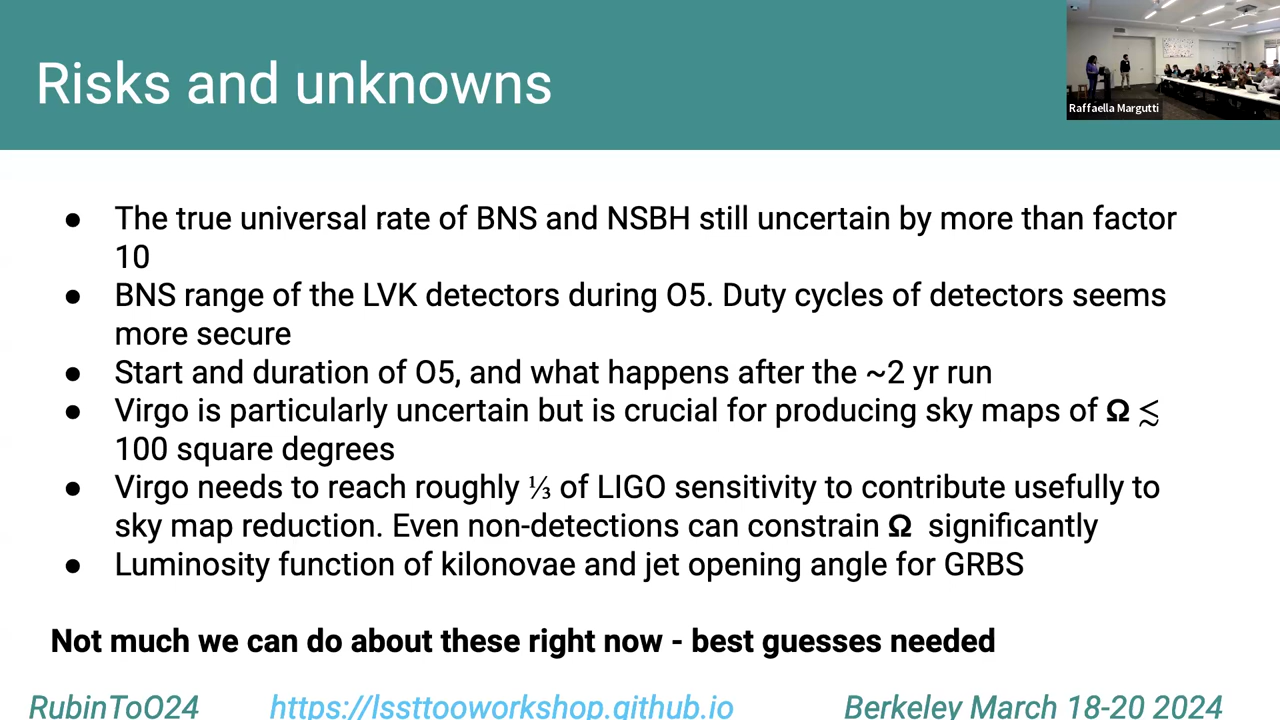 Risks and unknowns
Raffaella Margutti
● The true universal rate of BNS and NSBH still uncertain by more than factor
10
● BNS range of the LVK detectors during O5. Duty cycles of detectors seems
more secure
● Start and duration of O5, and what happens after the ~2 yr run
● Virgo is particularly uncertain but is crucial for producing sky maps of Ω ≲
100 square degrees
● Virgo needs to reach roughly ⅓ of LIGO sensitivity to contribute usefully to
sky map reduction. Even non-detections can constrain Ω significantly
● Luminosity function of kilonovae and jet opening angle for GRBS
Not much we can do about these right now - best guesses needed
RubinToO24 https://lssttooworkshop.github.io Berkeley March 18-20 2024